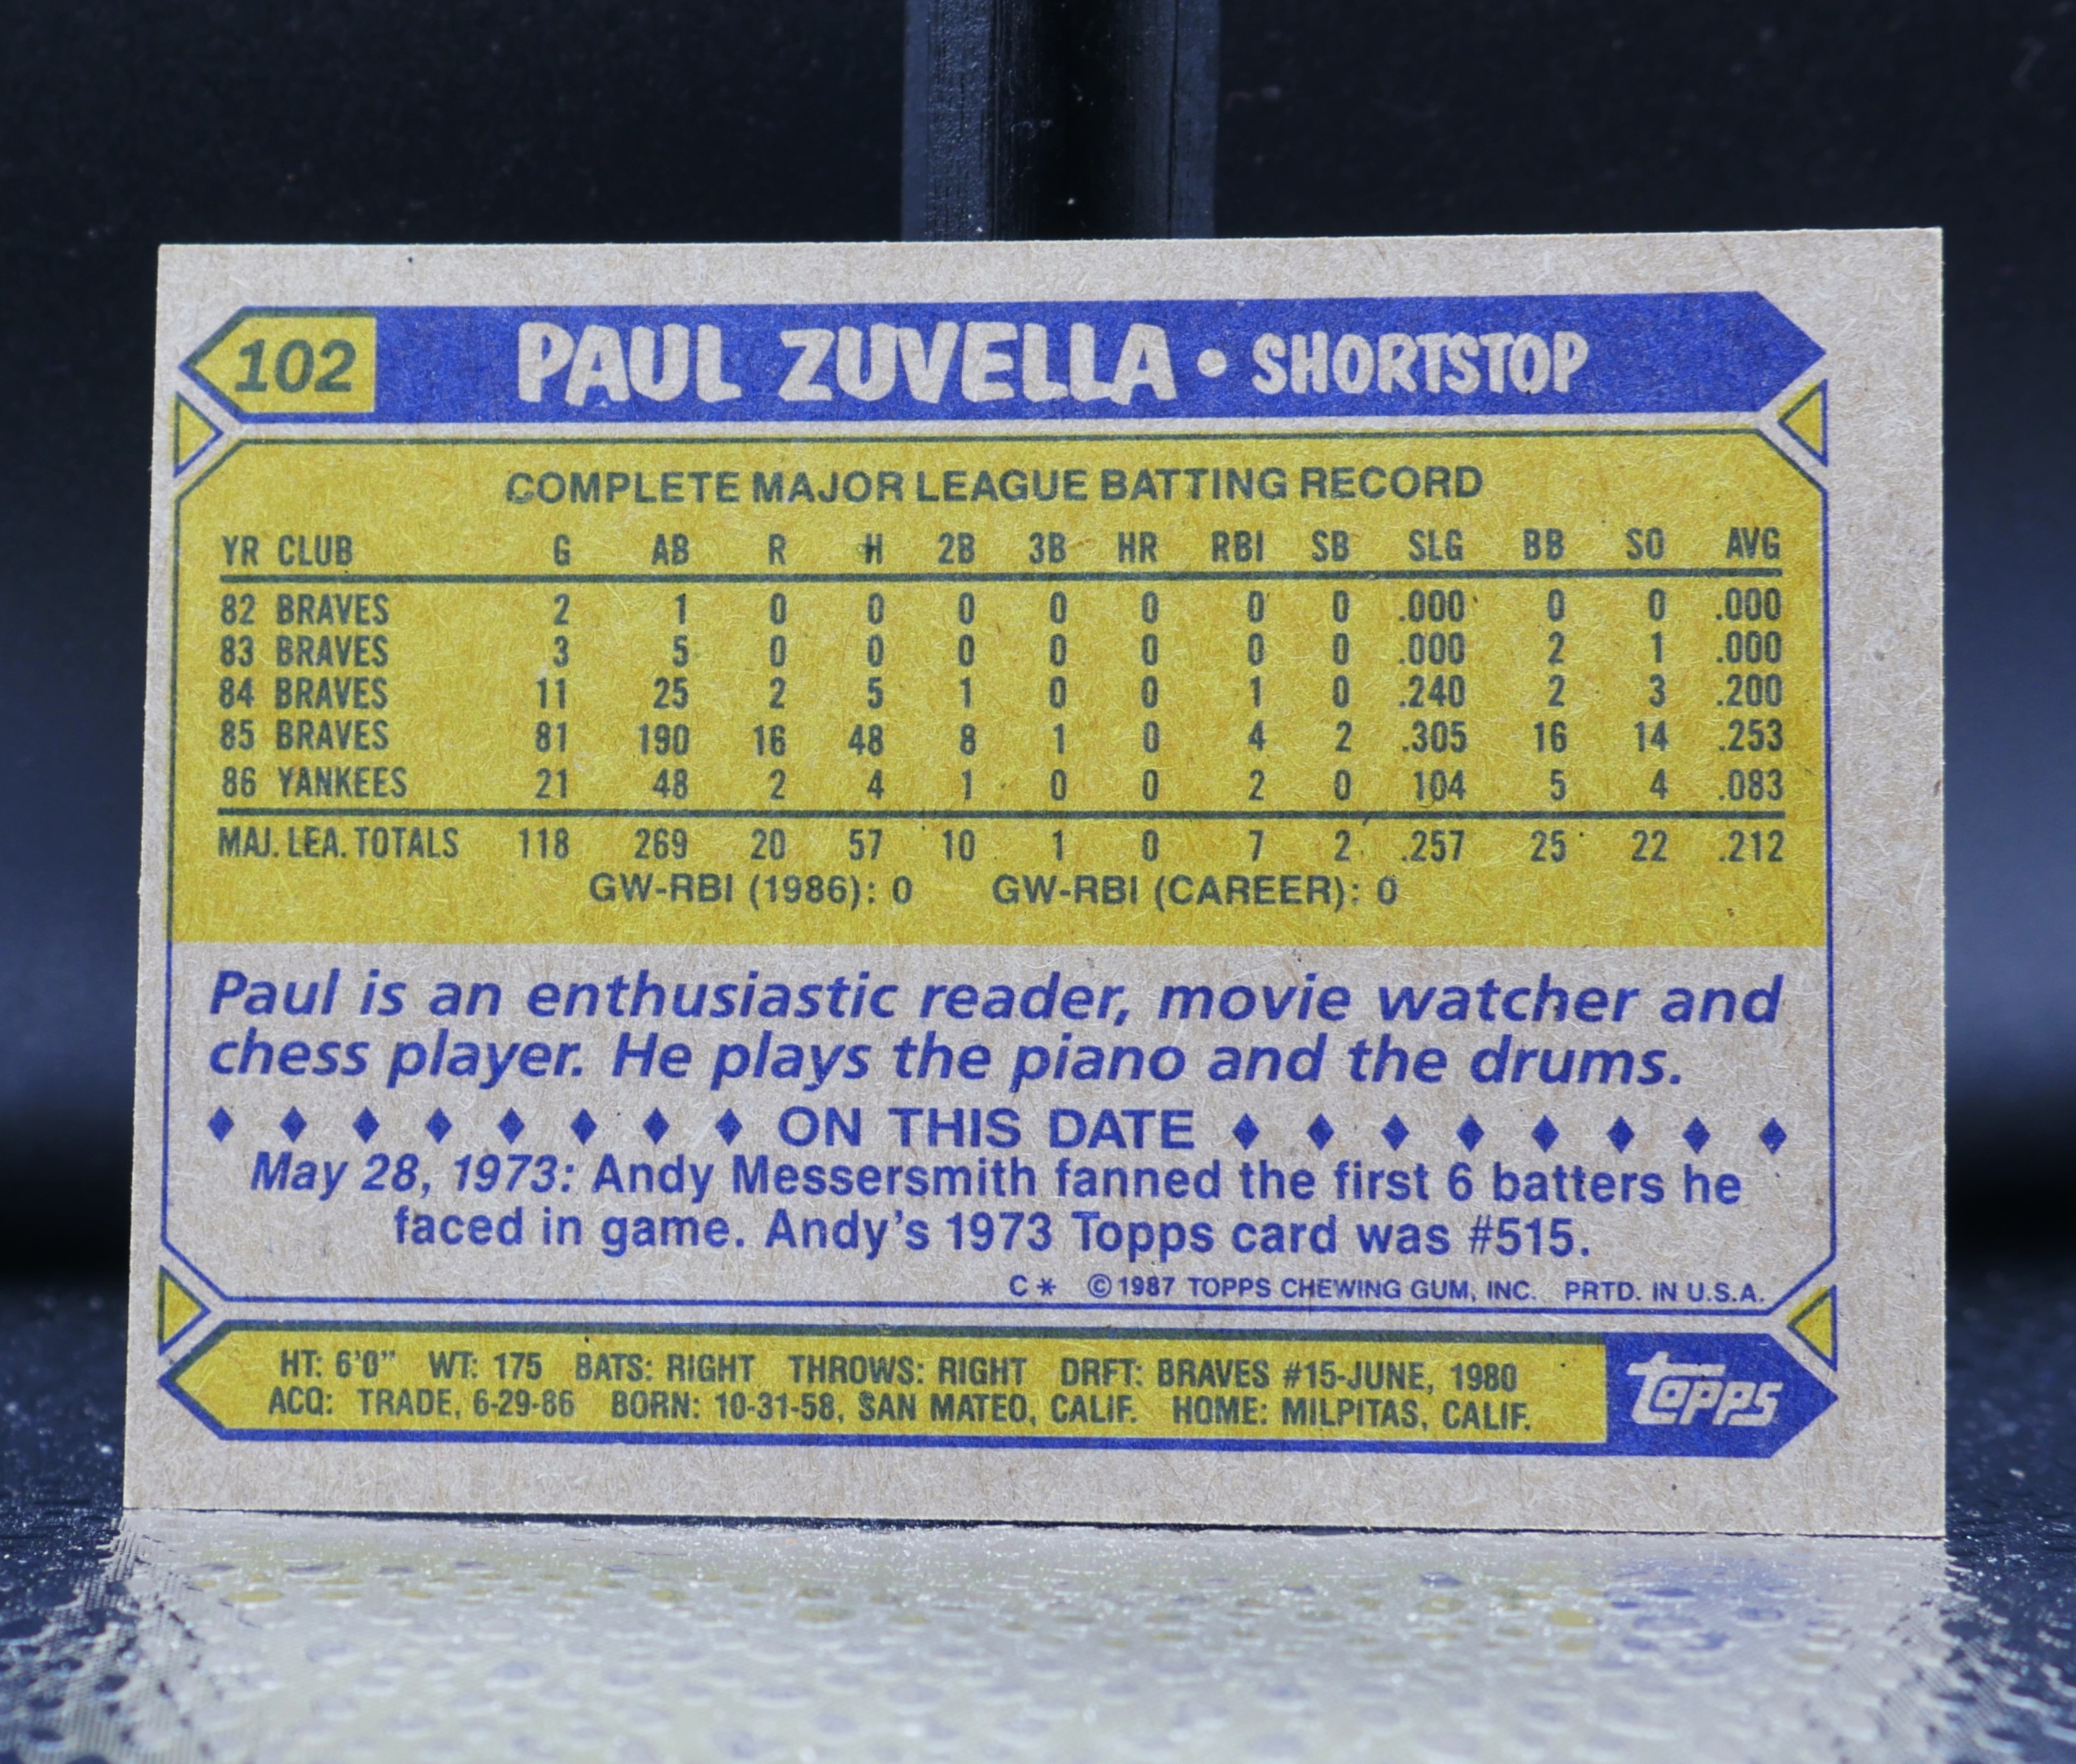 102 PAUL ZUVELLA • SHORTSTOP
COMPLETE MAJOR LEAGUE BATTING RECORD
YR CLUB G AB R H 2B 3B HR RBI SB SLG BB SO AVG
82 BRAVES 2 1 0 0 0 0 0 0 0 .000 0 0 .000
83 BRAVES 3 5 0 0 0 0 0 0 0 .000 2 1 .000
84 BRAVES 11 25 2 5 1 0 0 1 0 .240 2 3 .200
85 BRAVES 81 190 16 48 8 1 0 4 2 .305 16 14 .253
86 YANKEES 21 48 2 4 1 0 0 2 0 104 5 4 .083
MAJ. LEA. TOTALS 118 269 20 57 10 1 0 7 2 .257 25 22 .212
GW-RBI (1986): 0 GW-RBI (CAREER): 0
Paul is an enthusiastic reader, movie watcher and
chess player. He plays the piano and the drums.
♦ ♦ ♦ ♦ ♦ ♦ ♦ ♦ ON THIS DATE ♦ ♦ ♦ ♦ ♦ ♦ ♦ ♦
May 28, 1973: Andy Messersmith fanned the first 6 batters he
faced in game. Andy's 1973 Topps card was #515.
C * © 1987 TOPPS CHEWING GUM, INC. PRTD. IN U.S.A.
HT: 6'0" WT: 175 BATS: RIGHT THROWS: RIGHT DRFT: BRAVES #15-JUNE, 1980
ACQ: TRADE, 6-29-86 BORN: 10-31-58, SAN MATEO, CALIF. HOME: MILPITAS, CALIF.
topps